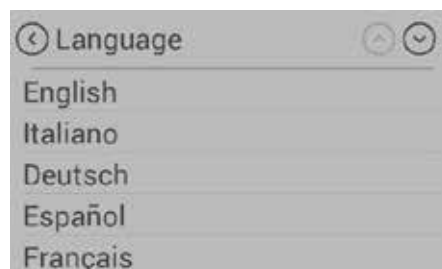 Language
English
Italiano
Deutsch
Español
Français